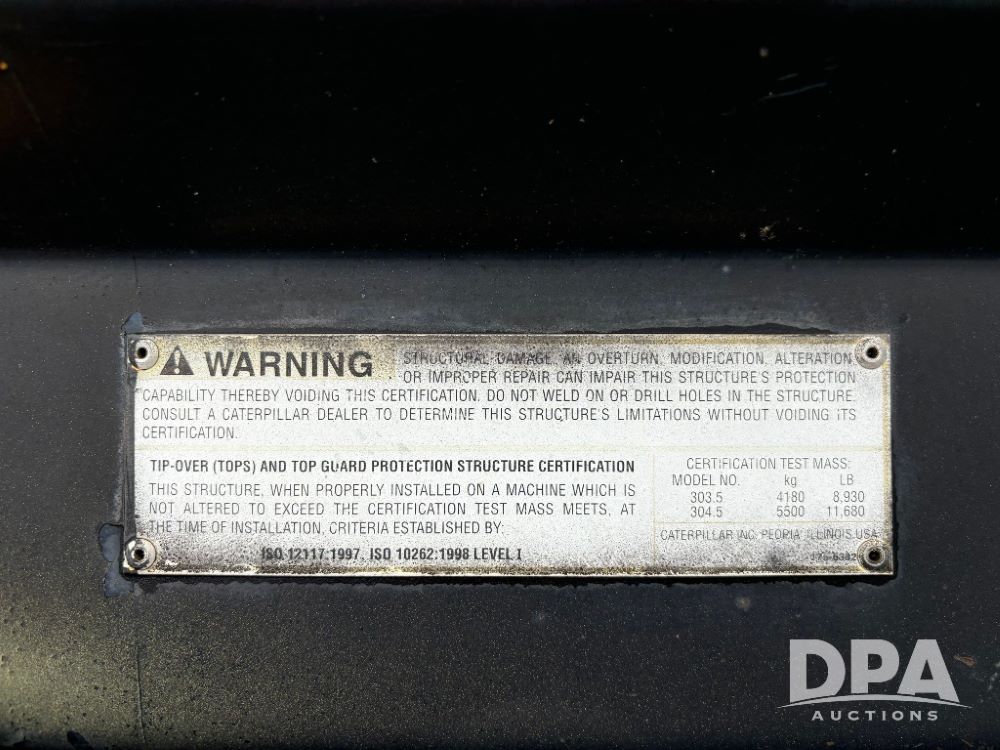 WARNING
STRUCTURAL DAMAGE, AN OVERTURN, MODIFICATION, ALTERATION
OR IMPROPER REPAIR CAN IMPAIR THIS STRUCTURE'S PROTECTION
CAPABILITY THEREBY VOIDING THIS CERTIFICATION. DO NOT WELD ON OR DRILL HOLES IN THE STRUCTURE.
CONSULT A CATERPILLAR DEALER TO DETERMINE THIS STRUCTURE'S LIMITATIONS WITHOUT VOIDING ITS
CERTIFICATION.
TIP-OVER (TOPS) AND TOP GUARD PROTECTION STRUCTURE CERTIFICATION
THIS STRUCTURE, WHEN PROPERLY INSTALLED ON A MACHINE WHICH IS
NOT ALTERED TO EXCEED THE CERTIFICATION TEST MASS MEETS, AT
THE TIME OF INSTALLATION, CRITERIA ESTABLISHED BY:
ISO 12117:1997, ISO 10262:1998 LEVEL I
CERTIFICATION TEST MASS:
MODEL NO. kg LB
303.5 4180 8,930
304.5 5500 11,680
CATERPILLAR INC. PEORIA, ILLINOIS USA
DPA
AUCTIONS